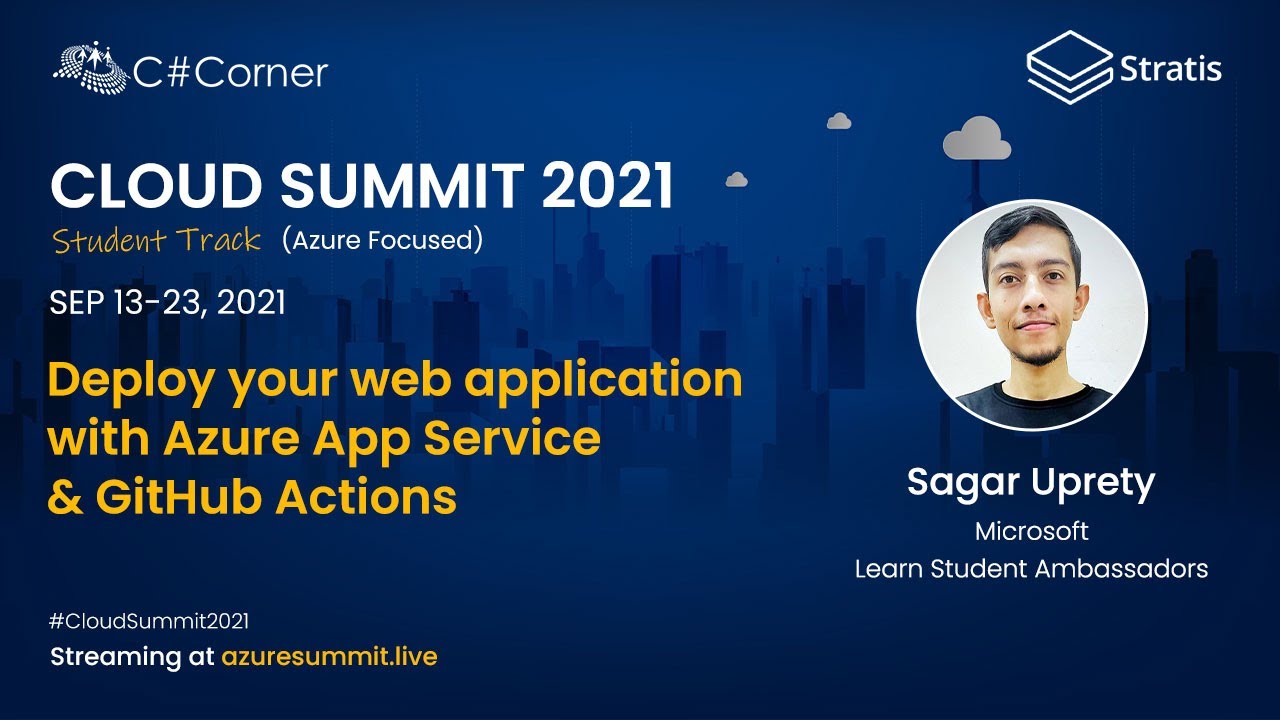 C#Corner
Stratis
CLOUD SUMMIT 2021
Student Track (Azure Focused)
SEP 13-23, 2021
Deploy your web application
with Azure App Service
& GitHub Actions
Sagar Uprety
Microsoft
Learn Student Ambassadors
#CloudSummit2021
Streaming at azuresummit.live